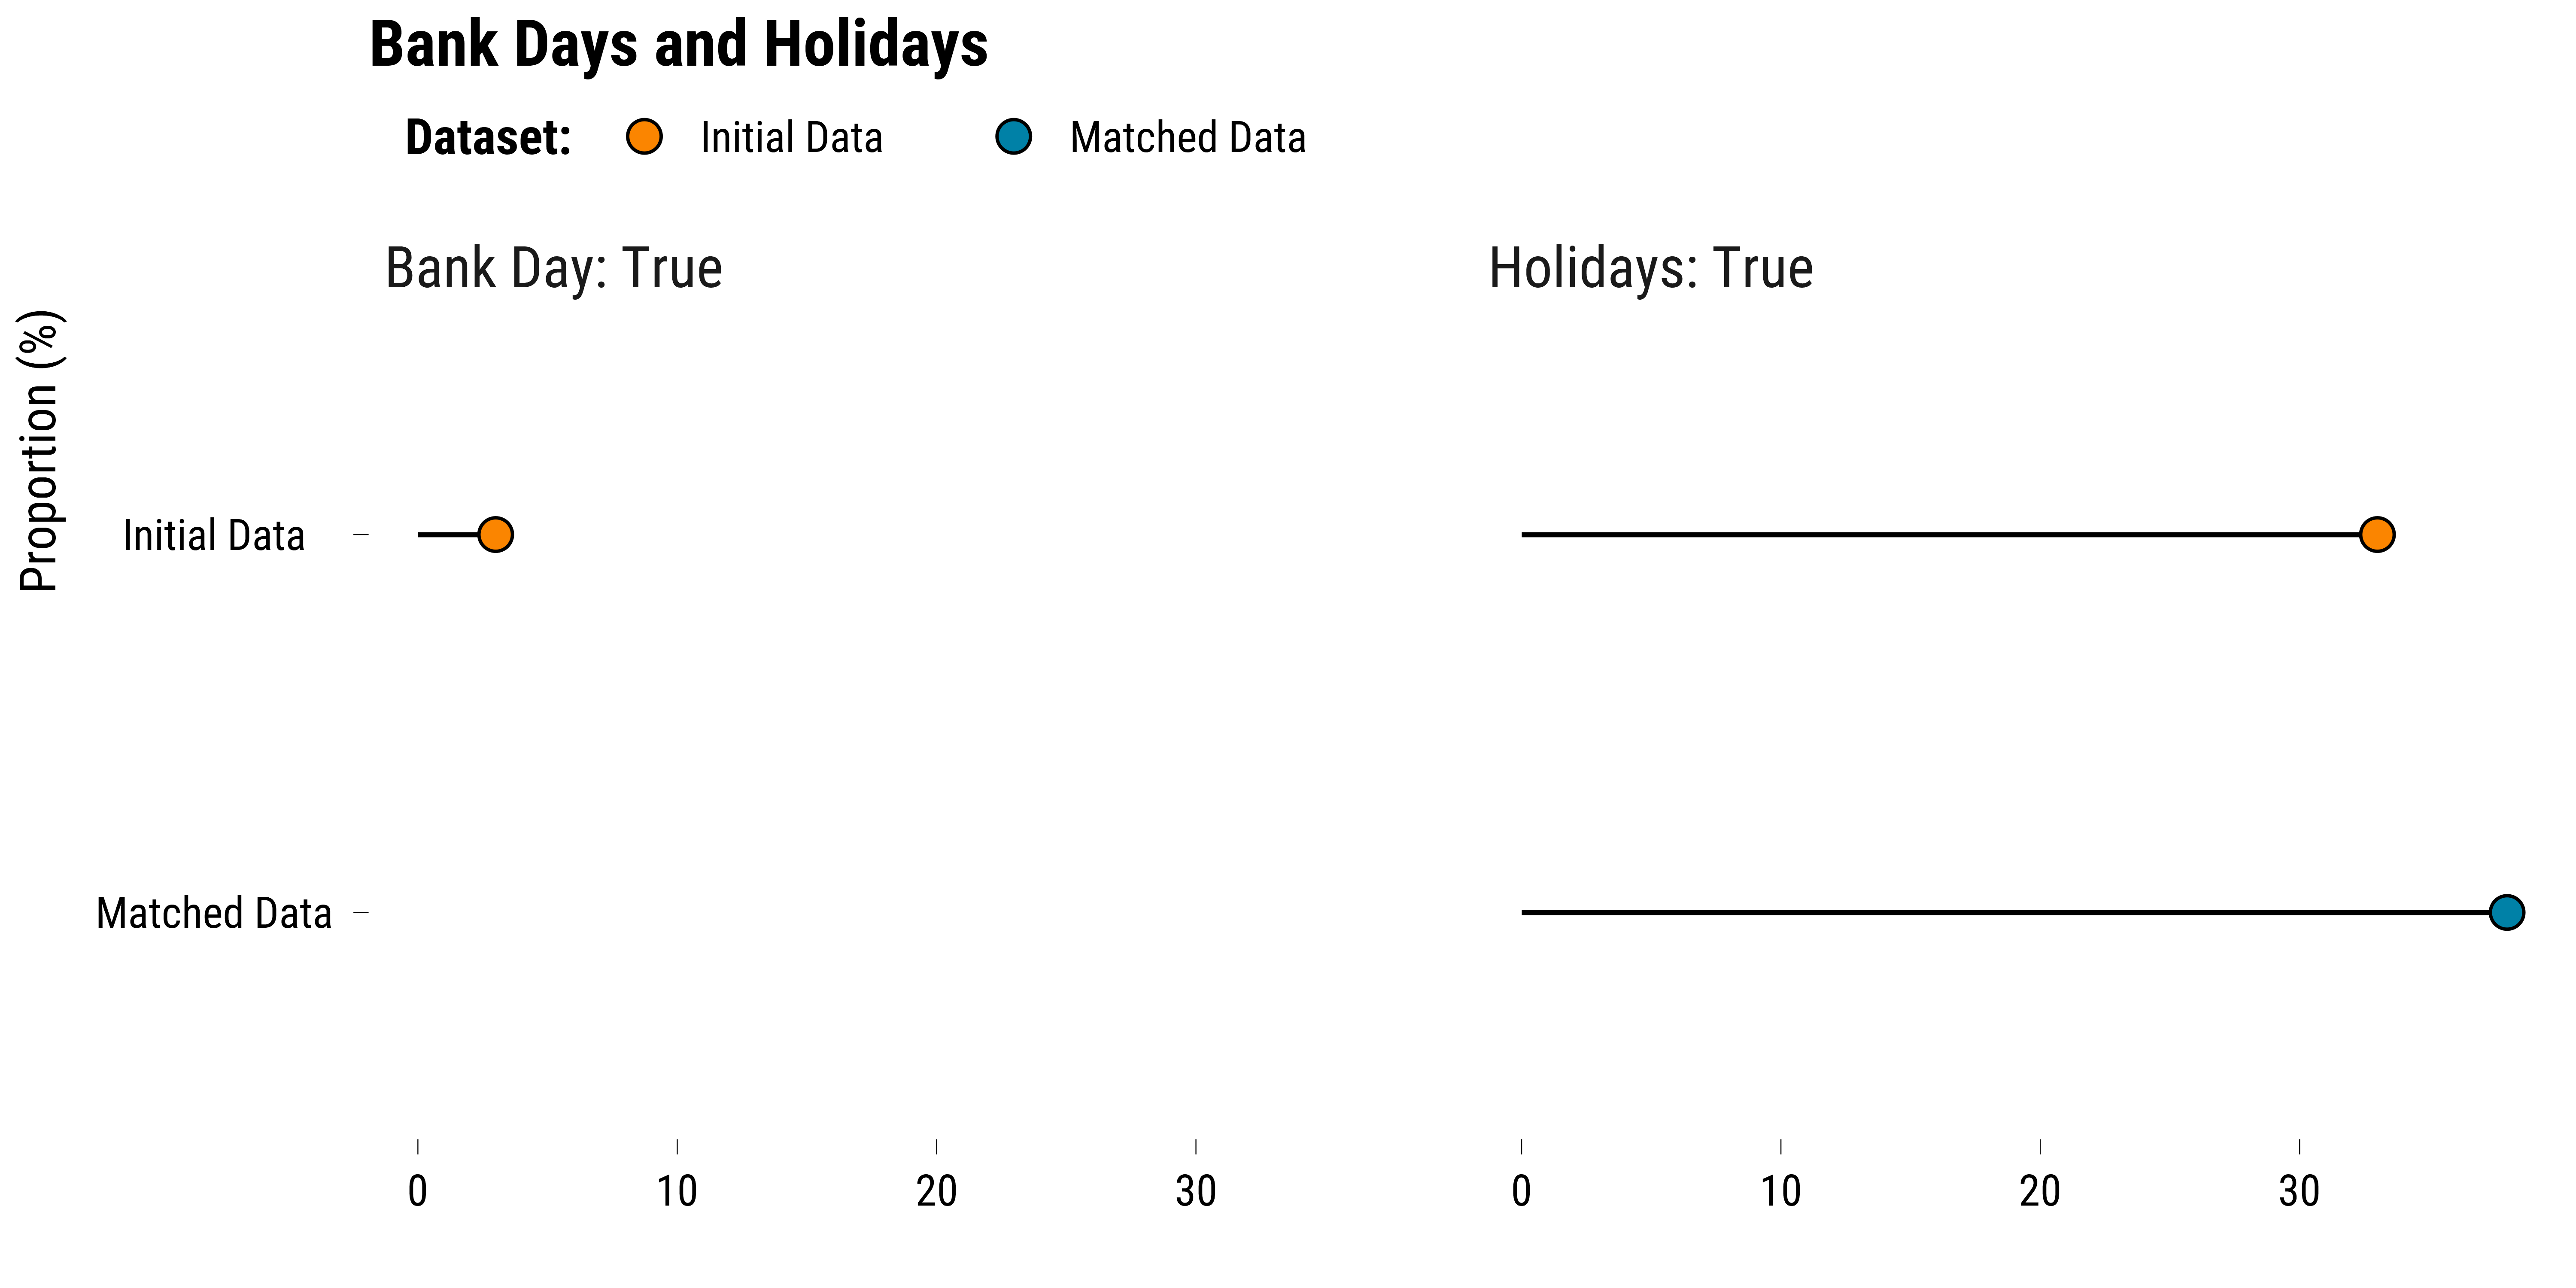 Bank Days and Holidays
Dataset: Initial Data Matched Data
Bank Day: True Holidays: True
Proportion (%)
Initial Data
Matched Data
0 10 20 30 0 10 20 30